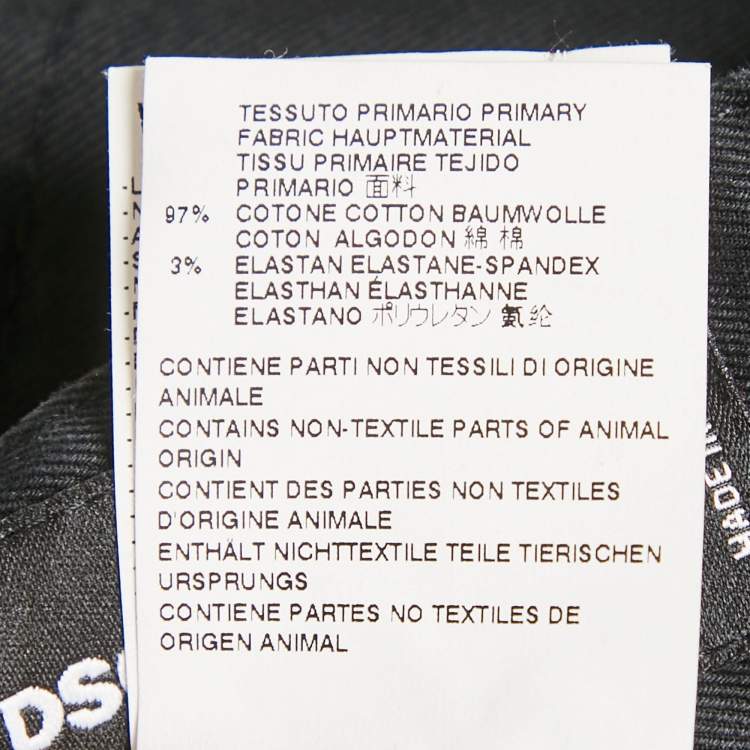 TESSUTO PRIMARIO PRIMARY
FABRIC HAUPTMATERIAL
TISSU PRIMAIRE TEJIDO
PRIMARIO 面料
97% COTONE COTTON BAUMWOLLE
COTON ALGODON 綿 棉
3% ELASTAN ELASTANE-SPANDEX
ELASTHAN ÉLASTHANNE
ELASTANO ポリウレタン 氨纶
CONTIENE PARTI NON TESSILI DI ORIGINE
ANIMALE
CONTAINS NON-TEXTILE PARTS OF ANIMAL
ORIGIN
CONTIENT DES PARTIES NON TEXTILES
D'ORIGINE ANIMALE
ENTHÄLT NICHTTEXTILE TEILE TIERISCHEN
URSPRUNGS
CONTIENE PARTES NO TEXTILES DE
ORIGEN ANIMAL
MADE IN